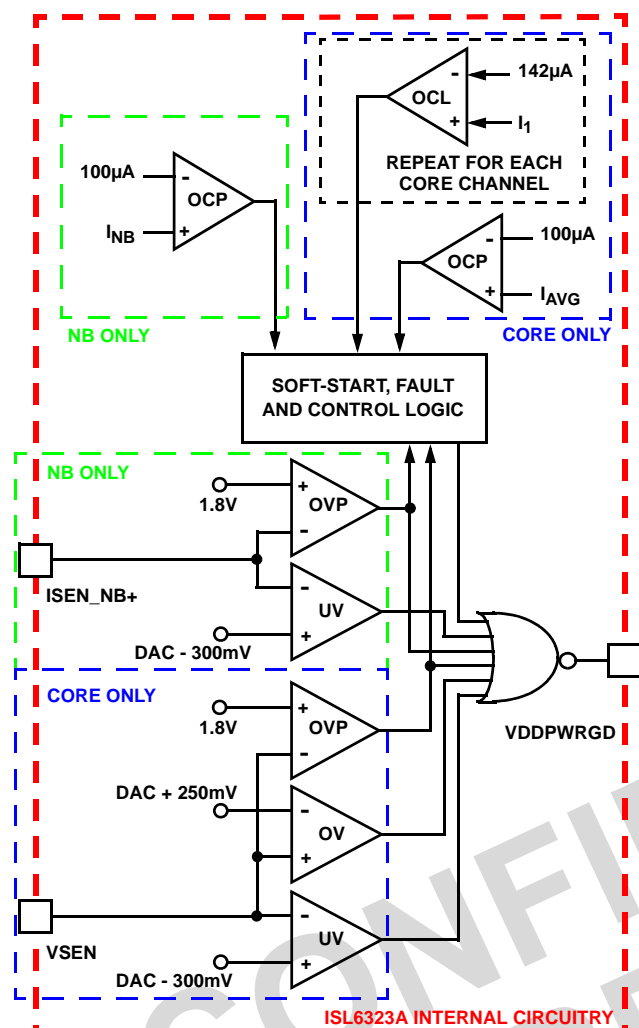 142µA
-
OCL
+
I1
REPEAT FOR EACH
CORE CHANNEL
100µA
-
OCP
INB
+
-
100µA
OCP
+
IAVG
NB ONLY
CORE ONLY
SOFT-START, FAULT
AND CONTROL LOGIC
NB ONLY
+
OVP
1.8V
-
ISEN_NB+
-
UV
+
DAC - 300mV
CORE ONLY
+
OVP
1.8V
-
VDDPWRGD
DAC + 250mV
-
OV
+
-
UV
VSEN
+
DAC - 300mV
ISL6323A INTERNAL CIRCUITRY